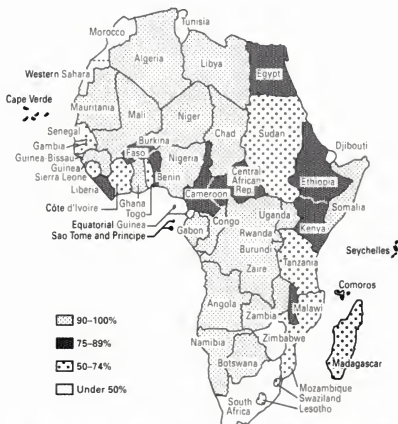 Tunisia
Morocco
Algeria
Libya
Egypt
Western Sahara
Cape Verde
Mauritania
Mali
Niger
Chad
Sudan
Senegal
Gambia
Guinea-Bissau
Guinea
Sierra Leone
Liberia
Burkina
Faso
Nigeria
Benin
Djibouti
Central
African
Rep.
Ethiopia
Cameroon
Somalia
Côte d'Ivoire
Ghana
Togo
Equatorial Guinea
Sao Tome and Principe
Gabon
Congo
Uganda
Kenya
Rwanda
Burundi
Seychelles
Zaire
Tanzania
Comoros
Angola
Malawi
Zambia
Zimbabwe
Namibia
Botswana
Madagascar
Mozambique
Swaziland
Lesotho
South
Africa
90–100%
75–89%
50–74%
Under 50%